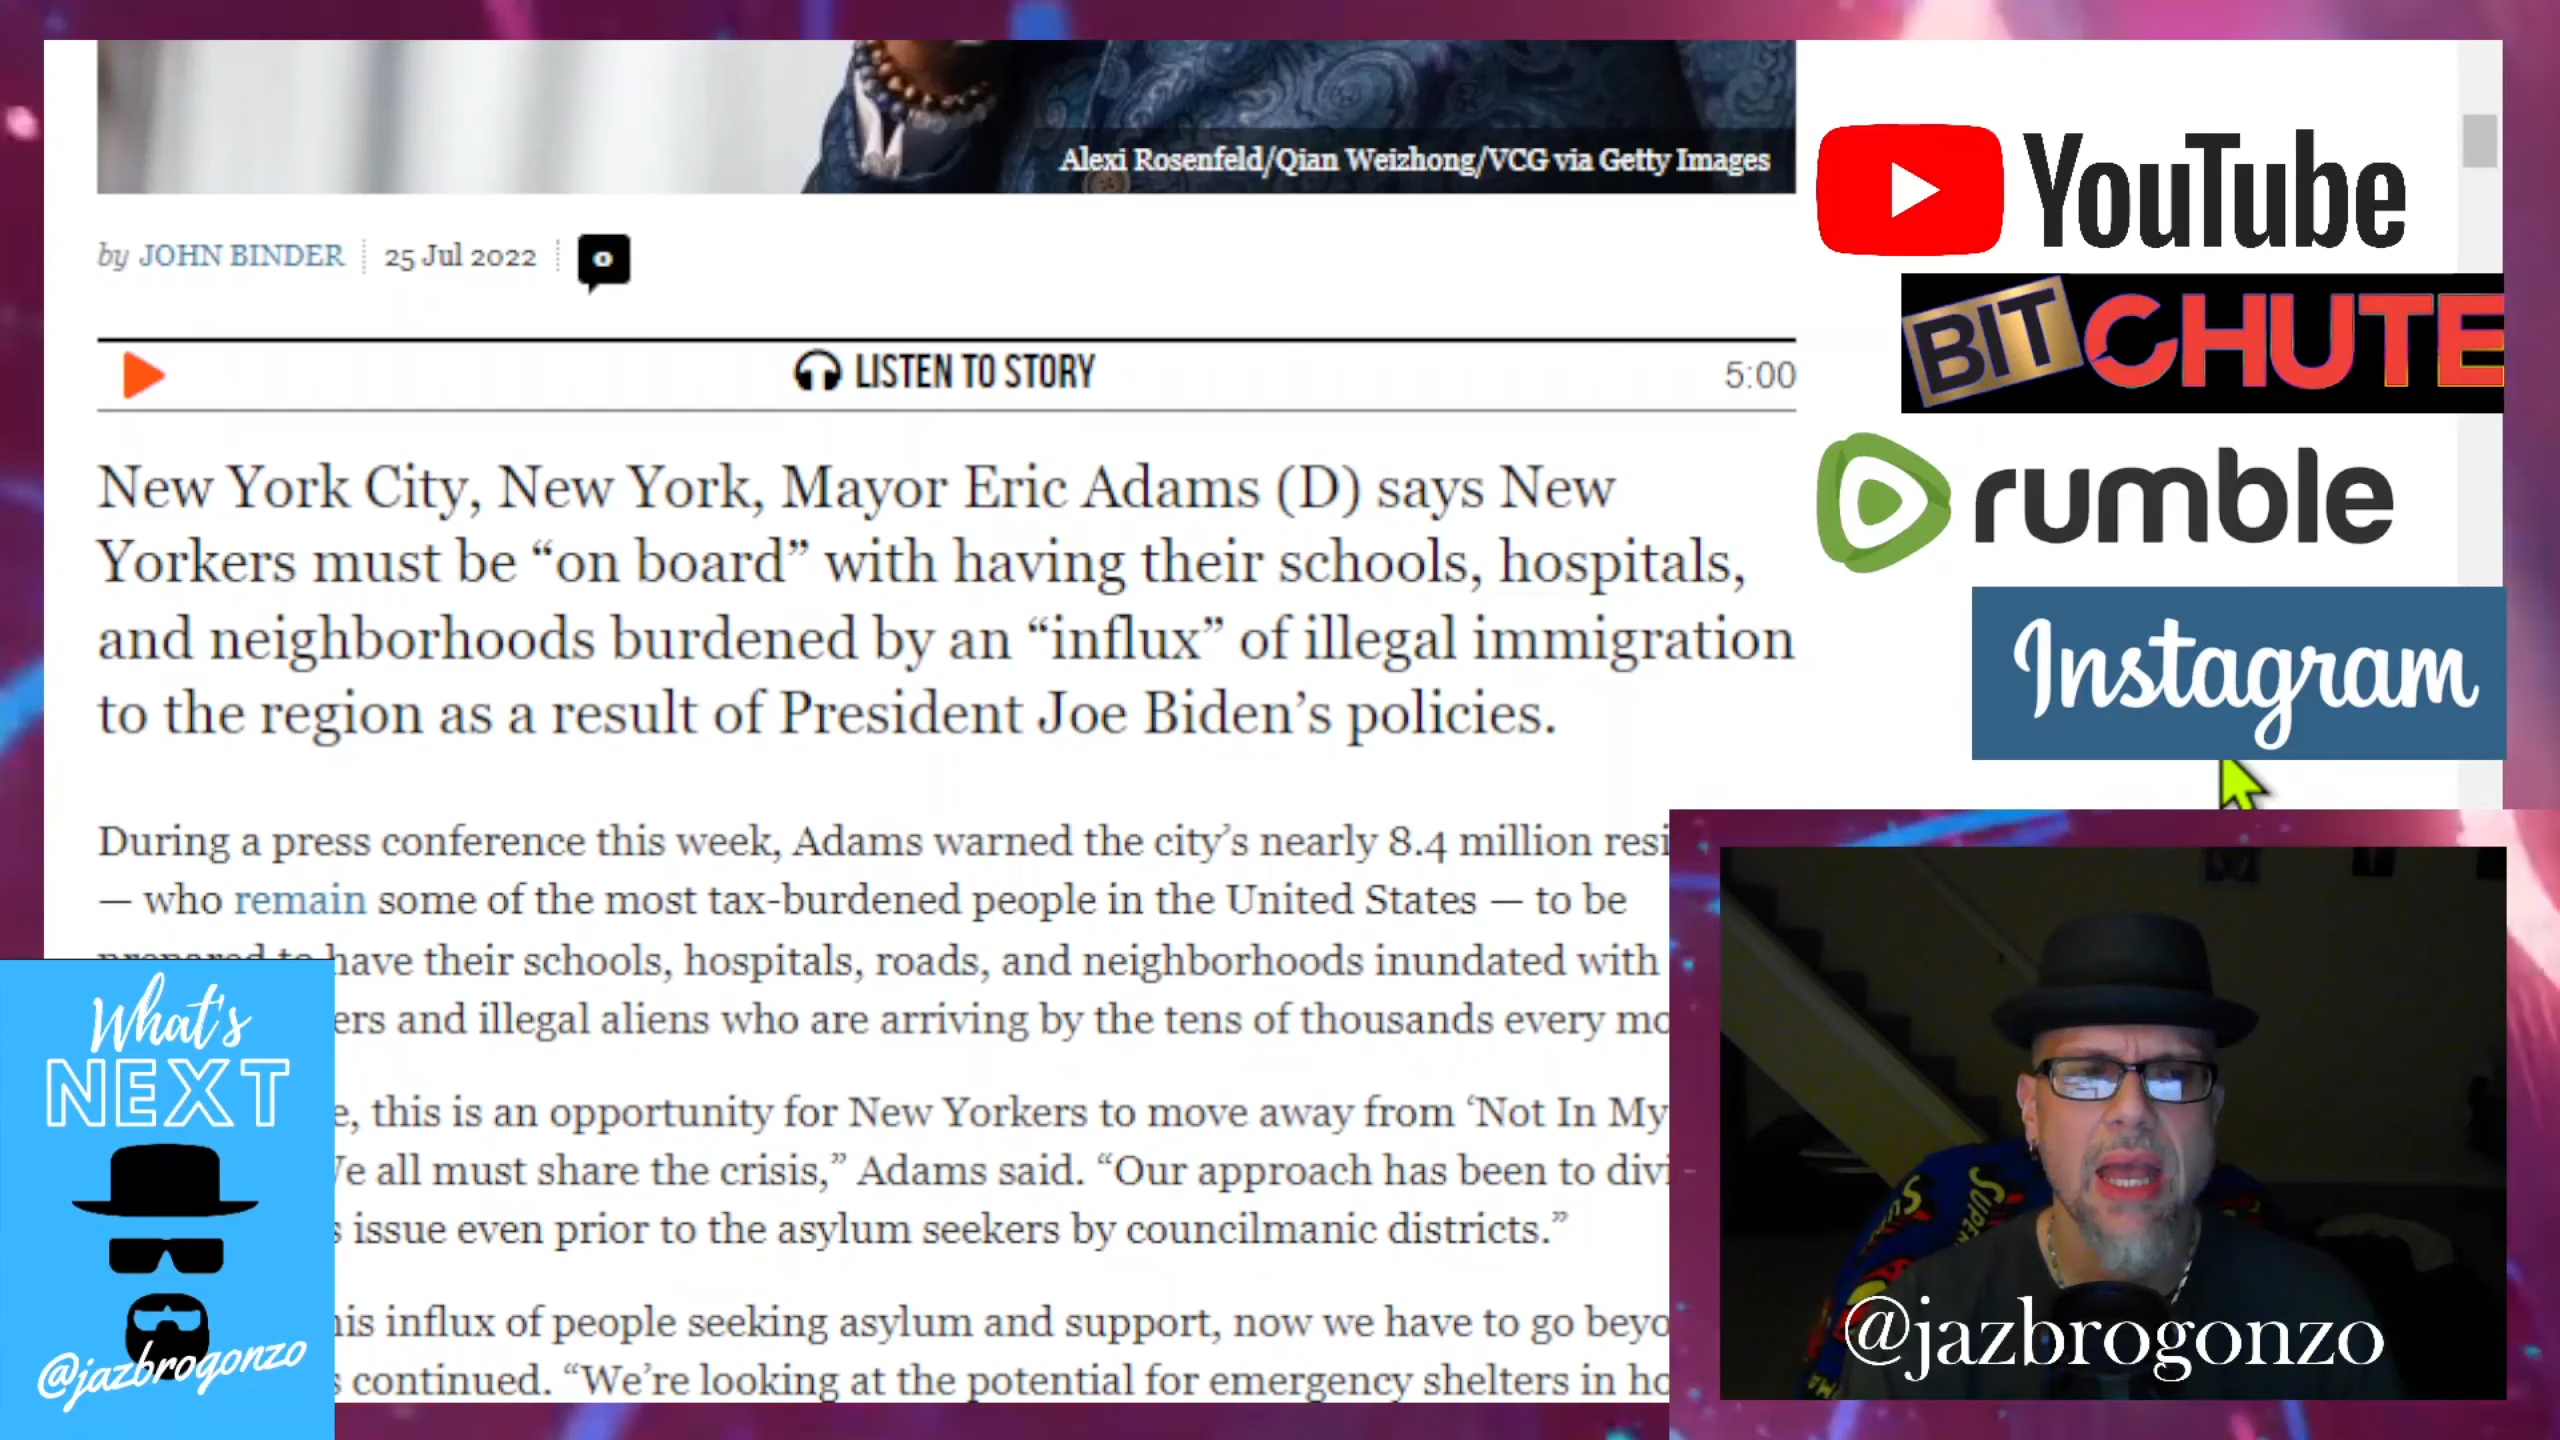 Alexi Rosenfeld/Qian Weizhong/VCG via Getty Images
by JOHN BINDER 25 Jul 2022 0
LISTEN TO STORY 5:00
New York City, New York, Mayor Eric Adams (D) says New
Yorkers must be “on board” with having their schools, hospitals,
and neighborhoods burdened by an “influx” of illegal immigration
to the region as a result of President Joe Biden’s policies.
During a press conference this week, Adams warned the city’s nearly 8.4 million resi
— who remain some of the most tax-burdened people in the United States — to be
prepared to have their schools, hospitals, roads, and neighborhoods inundated with
ers and illegal aliens who are arriving by the tens of thousands every mo
e, this is an opportunity for New Yorkers to move away from ‘Not In My
e all must share the crisis,” Adams said. “Our approach has been to divi
s issue even prior to the asylum seekers by councilmanic districts.”
his influx of people seeking asylum and support, now we have to go beyo
s continued. “We’re looking at the potential for emergency shelters in ho
YouTube
BITCHUTE
rumble
Instagram
What's
NEXT
@jazbrogonzo
SUPER
@jazbrogonzo